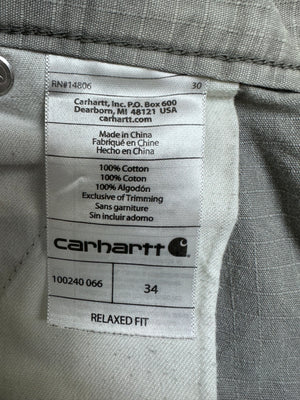 RN#14806 30
Carhartt, Inc. P.O. Box 600
Dearborn, MI 48121 USA
carhartt.com
Made in China
Fabriqué en Chine
Hecho en China
100% Cotton
100% Coton
100% Algodón
Exclusive of Trimming
Sans garniture
Sin incluir adorno
carhartt
100240 066 34
RELAXED FIT